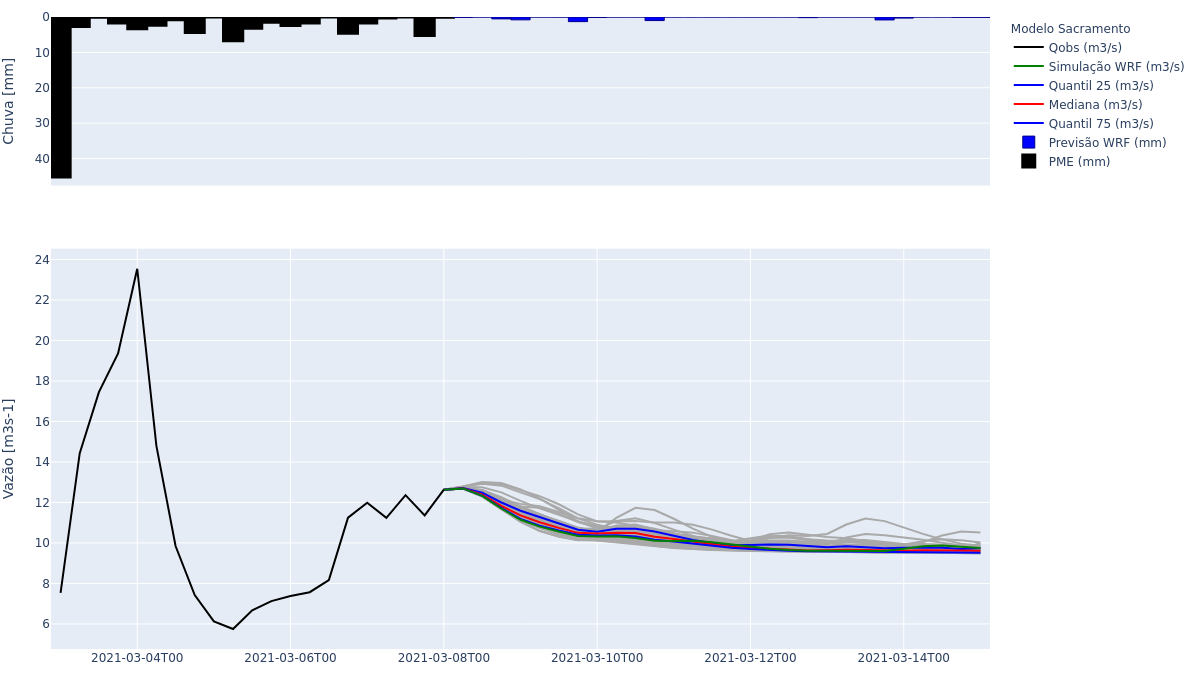 0
10
20
30
40
Chuva [mm]
Modelo Sacramento
Qobs (m3/s)
Simulação WRF (m3/s)
Quantil 25 (m3/s)
Mediana (m3/s)
Quantil 75 (m3/s)
Previsão WRF (mm)
PME (mm)
24
22
20
18
16
14
12
10
8
6
Vazão [m3s-1]
2021-03-04T00
2021-03-06T00
2021-03-08T00
2021-03-10T00
2021-03-12T00
2021-03-14T00